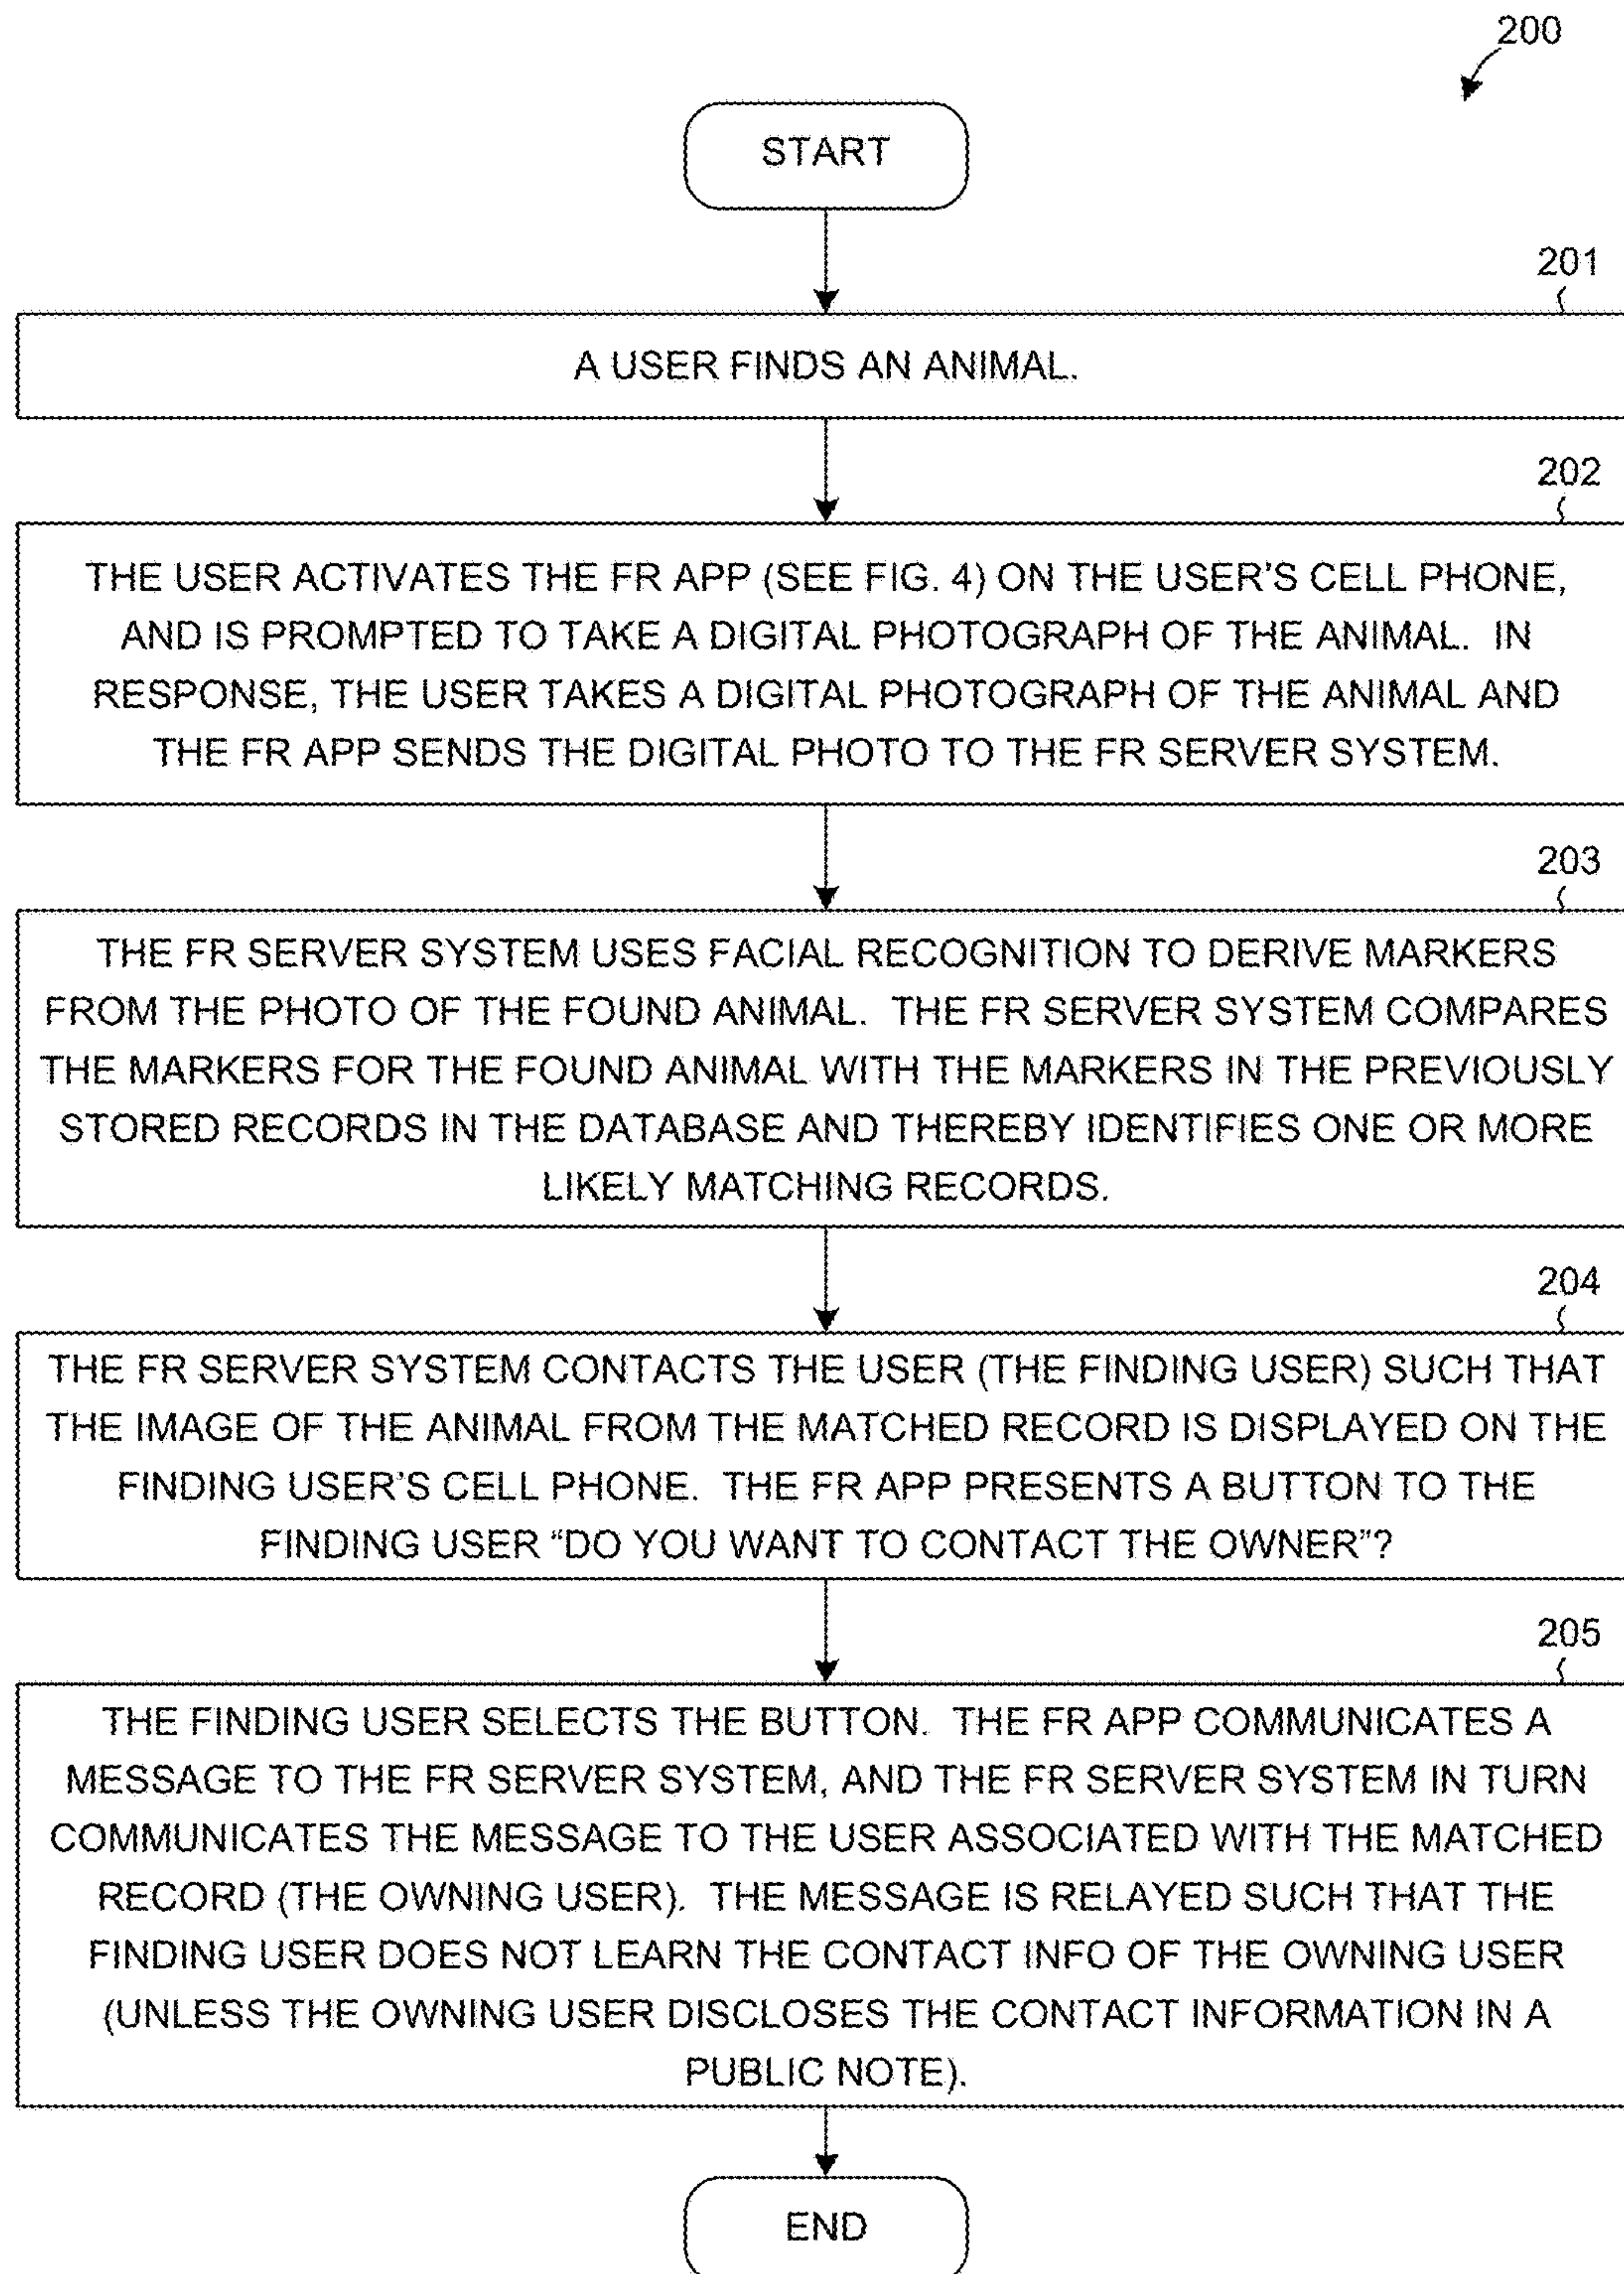 200
START
201
A USER FINDS AN ANIMAL.
202
THE USER ACTIVATES THE FR APP (SEE FIG. 4) ON THE USER'S CELL PHONE,
AND IS PROMPTED TO TAKE A DIGITAL PHOTOGRAPH OF THE ANIMAL. IN
RESPONSE, THE USER TAKES A DIGITAL PHOTOGRAPH OF THE ANIMAL AND
THE FR APP SENDS THE DIGITAL PHOTO TO THE FR SERVER SYSTEM.
203
THE FR SERVER SYSTEM USES FACIAL RECOGNITION TO DERIVE MARKERS
FROM THE PHOTO OF THE FOUND ANIMAL. THE FR SERVER SYSTEM COMPARES
THE MARKERS FOR THE FOUND ANIMAL WITH THE MARKERS IN THE PREVIOUSLY
STORED RECORDS IN THE DATABASE AND THEREBY IDENTIFIES ONE OR MORE
LIKELY MATCHING RECORDS.
204
THE FR SERVER SYSTEM CONTACTS THE USER (THE FINDING USER) SUCH THAT
THE IMAGE OF THE ANIMAL FROM THE MATCHED RECORD IS DISPLAYED ON THE
FINDING USER'S CELL PHONE. THE FR APP PRESENTS A BUTTON TO THE
FINDING USER “DO YOU WANT TO CONTACT THE OWNER”?
205
THE FINDING USER SELECTS THE BUTTON. THE FR APP COMMUNICATES A
MESSAGE TO THE FR SERVER SYSTEM, AND THE FR SERVER SYSTEM IN TURN
COMMUNICATES THE MESSAGE TO THE USER ASSOCIATED WITH THE MATCHED
RECORD (THE OWNING USER). THE MESSAGE IS RELAYED SUCH THAT THE
FINDING USER DOES NOT LEARN THE CONTACT INFO OF THE OWNING USER
(UNLESS THE OWNING USER DISCLOSES THE CONTACT INFORMATION IN A
PUBLIC NOTE).
END